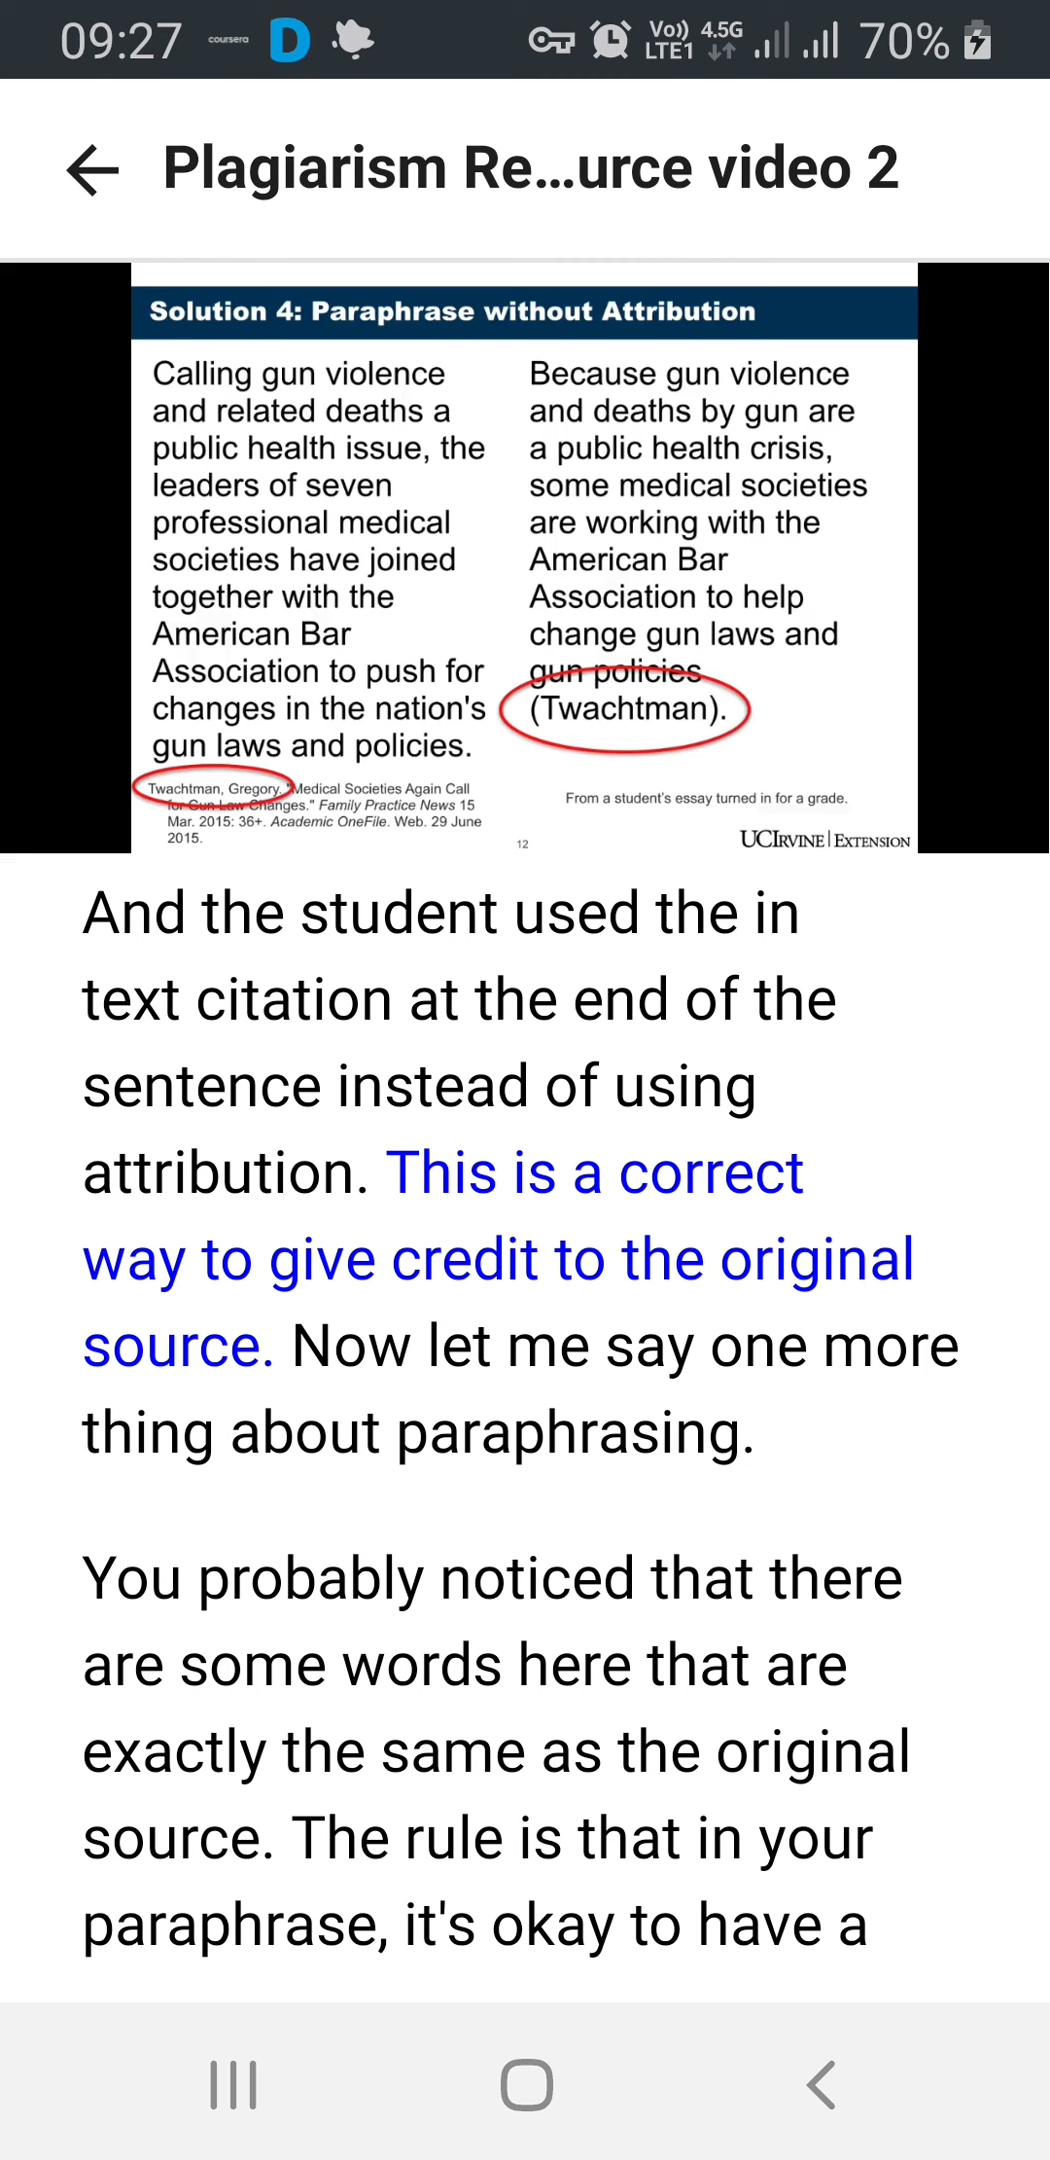 09:27 coursera D Vo)) LTE1 4.5G 70%
Plagiarism Re...urce video 2
Solution 4: Paraphrase without Attribution
Calling gun violence
and related deaths a
public health issue, the
leaders of seven
professional medical
societies have joined
together with the
American Bar
Association to push for
changes in the nation's
gun laws and policies.
Twachtman, Gregory. "Medical Societies Again Call
for Gun Law Changes." Family Practice News 15
Mar. 2015: 36+. Academic OneFile. Web. 29 June
2015.
Because gun violence
and deaths by gun are
a public health crisis,
some medical societies
are working with the
American Bar
Association to help
change gun laws and
gun policies
(Twachtman).
From a student's essay turned in for a grade.
12
UCIRVINE | EXTENSION
And the student used the in
text citation at the end of the
sentence instead of using
attribution. This is a correct
way to give credit to the original
source. Now let me say one more
thing about paraphrasing.
You probably noticed that there
are some words here that are
exactly the same as the original
source. The rule is that in your
paraphrase, it's okay to have a